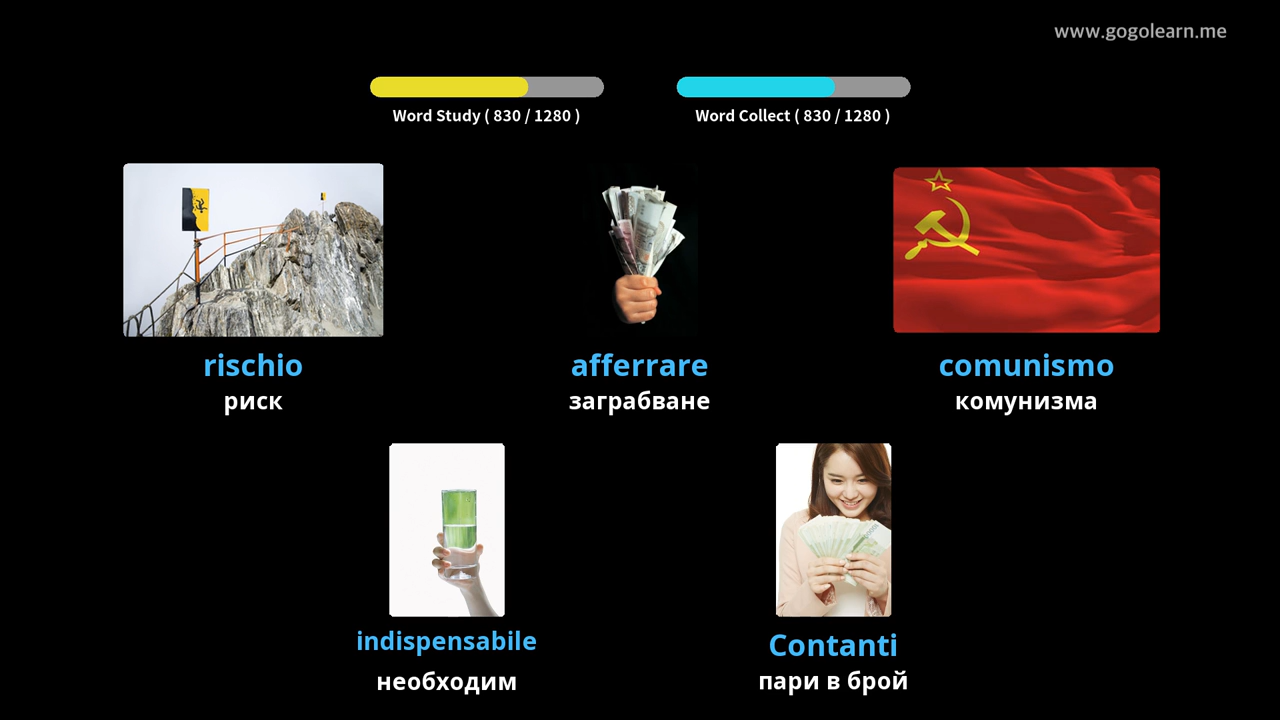 www.gogolearn.me
Word Study ( 830 / 1280 )
Word Collect ( 830 / 1280 )
rischio
риск
afferrare
заграбване
comunismo
комунизма
indispensabile
необходим
Contanti
пари в брой